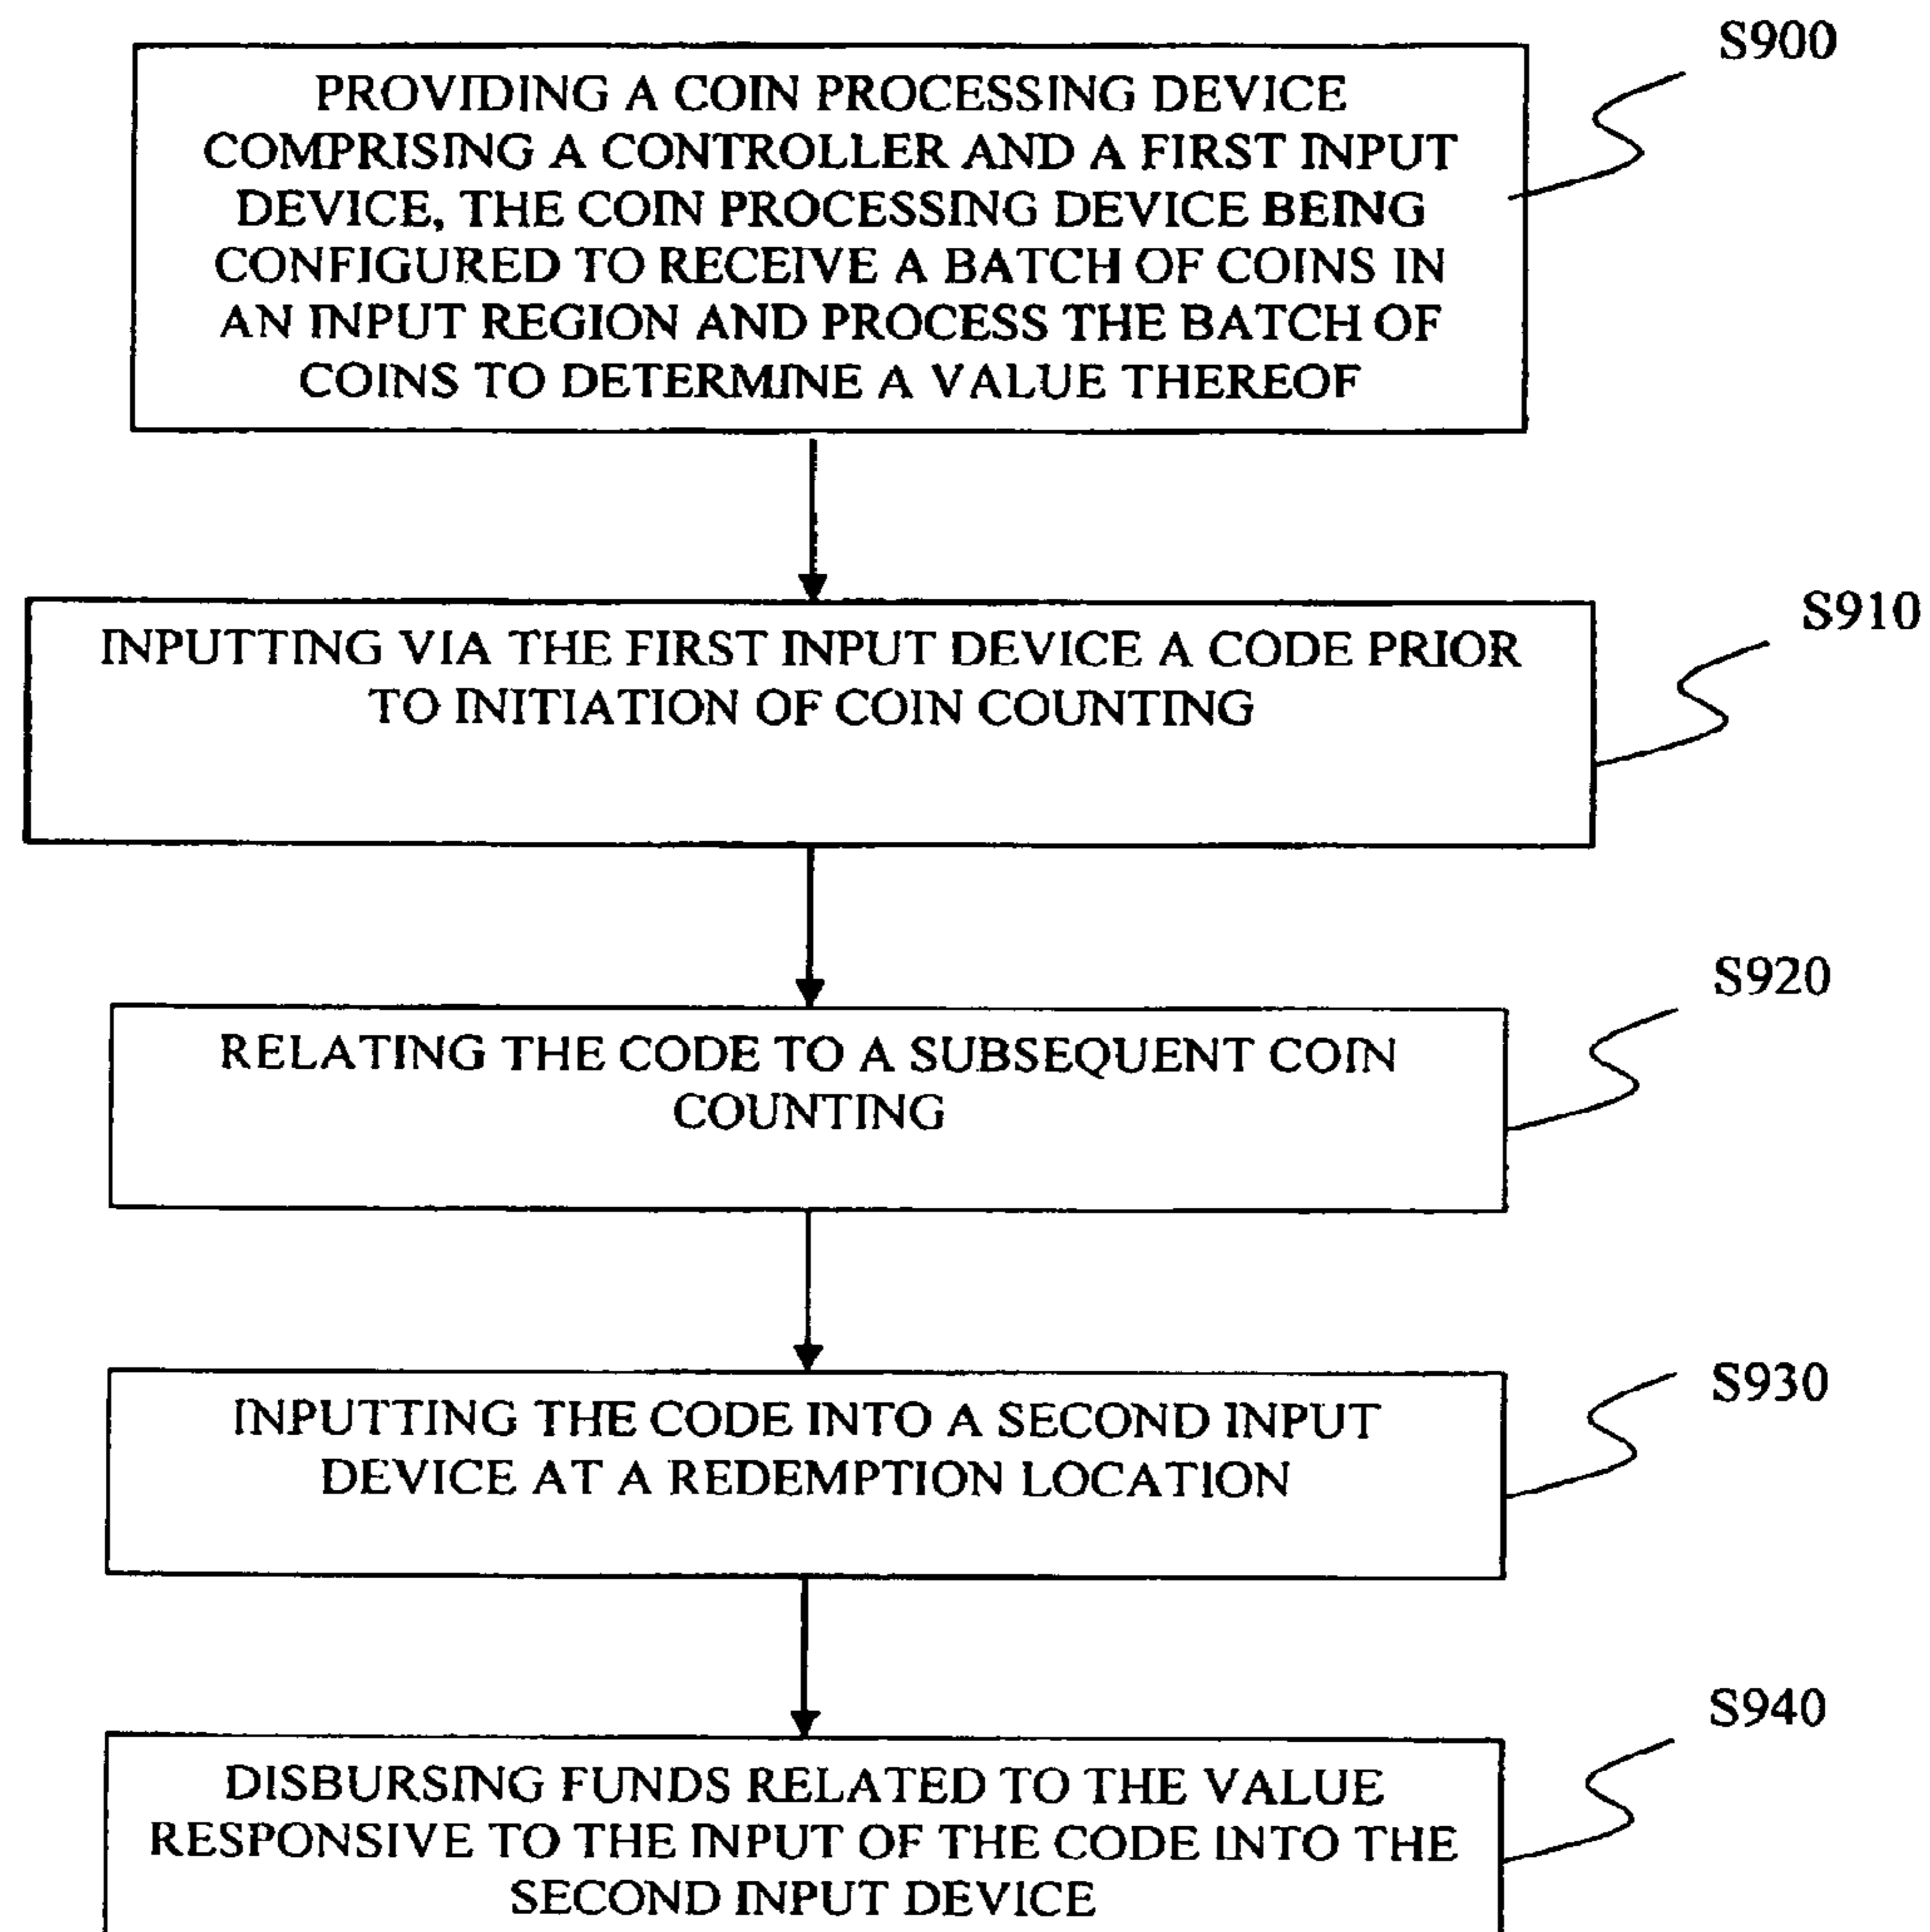 S900
PROVIDING A COIN PROCESSING DEVICE
COMPRISING A CONTROLLER AND A FIRST INPUT
DEVICE, THE COIN PROCESSING DEVICE BEING
CONFIGURED TO RECEIVE A BATCH OF COINS IN
AN INPUT REGION AND PROCESS THE BATCH OF
COINS TO DETERMINE A VALUE THEREOF
S910
INPUTTING VIA THE FIRST INPUT DEVICE A CODE PRIOR
TO INITIATION OF COIN COUNTING
S920
RELATING THE CODE TO A SUBSEQUENT COIN
COUNTING
S930
INPUTTING THE CODE INTO A SECOND INPUT
DEVICE AT A REDEMPTION LOCATION
S940
DISBURSING FUNDS RELATED TO THE VALUE
RESPONSIVE TO THE INPUT OF THE CODE INTO THE
SECOND INPUT DEVICE